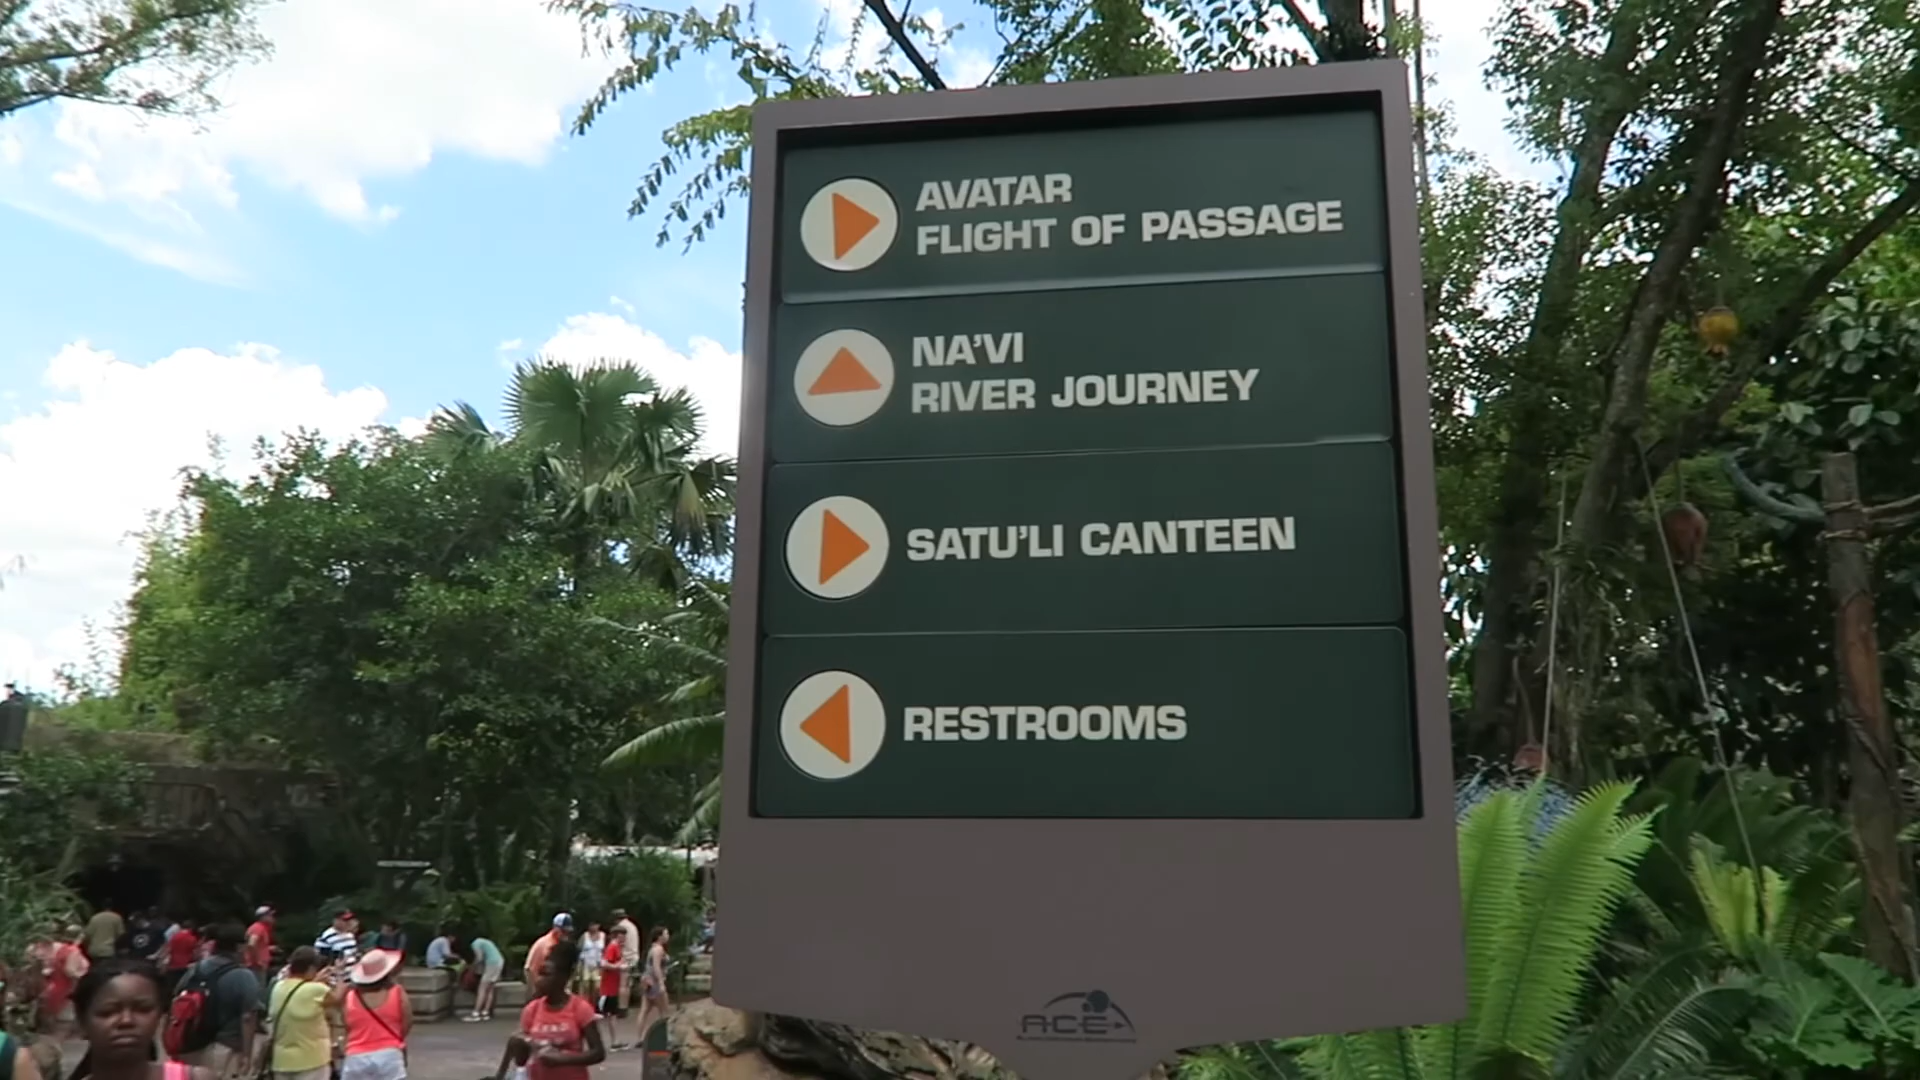 AVATAR
FLIGHT OF PASSAGE
NA'VI
RIVER JOURNEY
SATU'LI CANTEEN
RESTROOMS
ACE